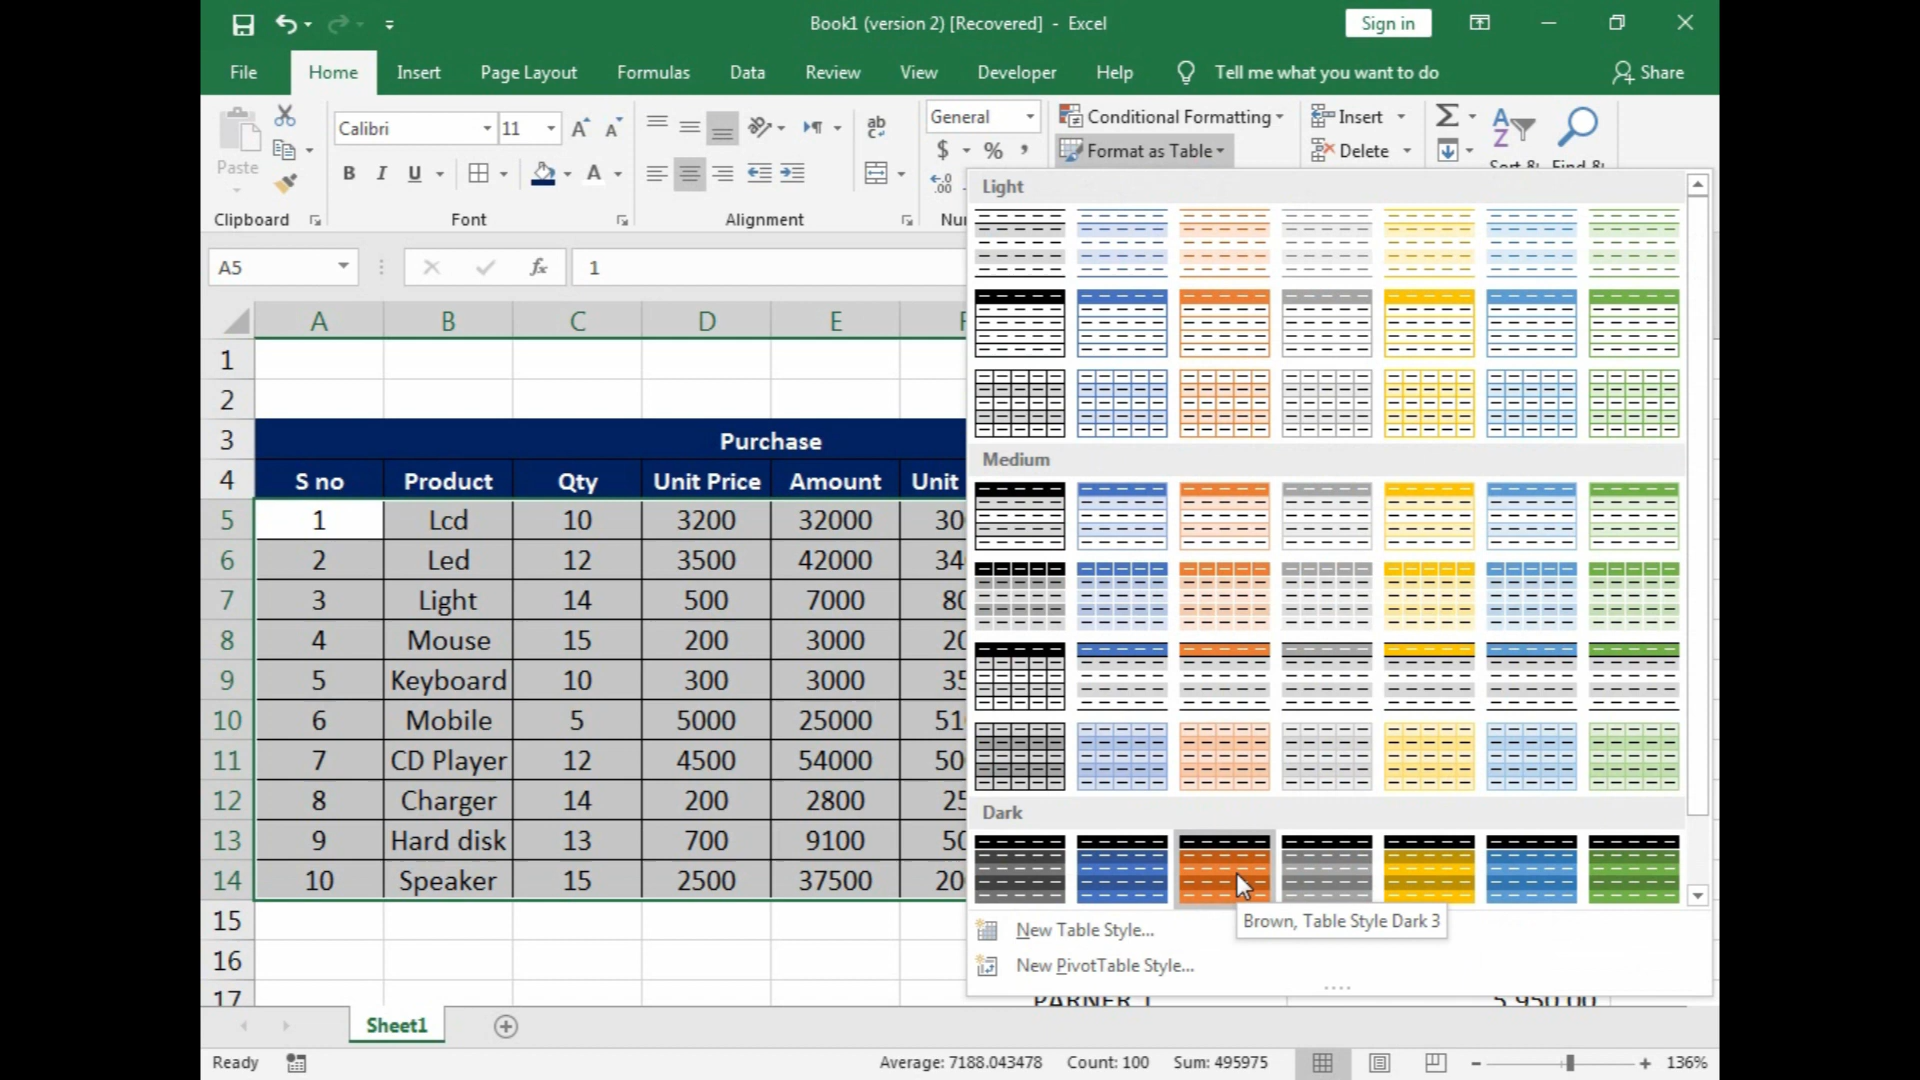 Book1 (version 2) [Recovered] - Excel
Sign in
File Home Insert Page Layout Formulas Data Review View Developer Help Tell me what you want to do Share
Paste
Calibri 11
B I U A
ab
General
$ % ,
Conditional Formatting
Format as Table
Insert
Delete
Clipboard Font Alignment
A5 fx 1
A B C D E
1
2
3 Purchase
4 S no Product Qty Unit Price Amount Unit
5 1 Lcd 10 3200 32000
6 2 Led 12 3500 42000
7 3 Light 14 500 7000
8 4 Mouse 15 200 3000
9 5 Keyboard 10 300 3000
10 6 Mobile 5 5000 25000
11 7 CD Player 12 4500 54000
12 8 Charger 14 200 2800
13 9 Hard disk 13 700 9100
14 10 Speaker 15 2500 37500
15
16
17
Light
Medium
Dark
Brown, Table Style Dark 3
New Table Style...
New PivotTable Style...
Sheet1
Ready
Average: 7188.043478 Count: 100 Sum: 495975
136%